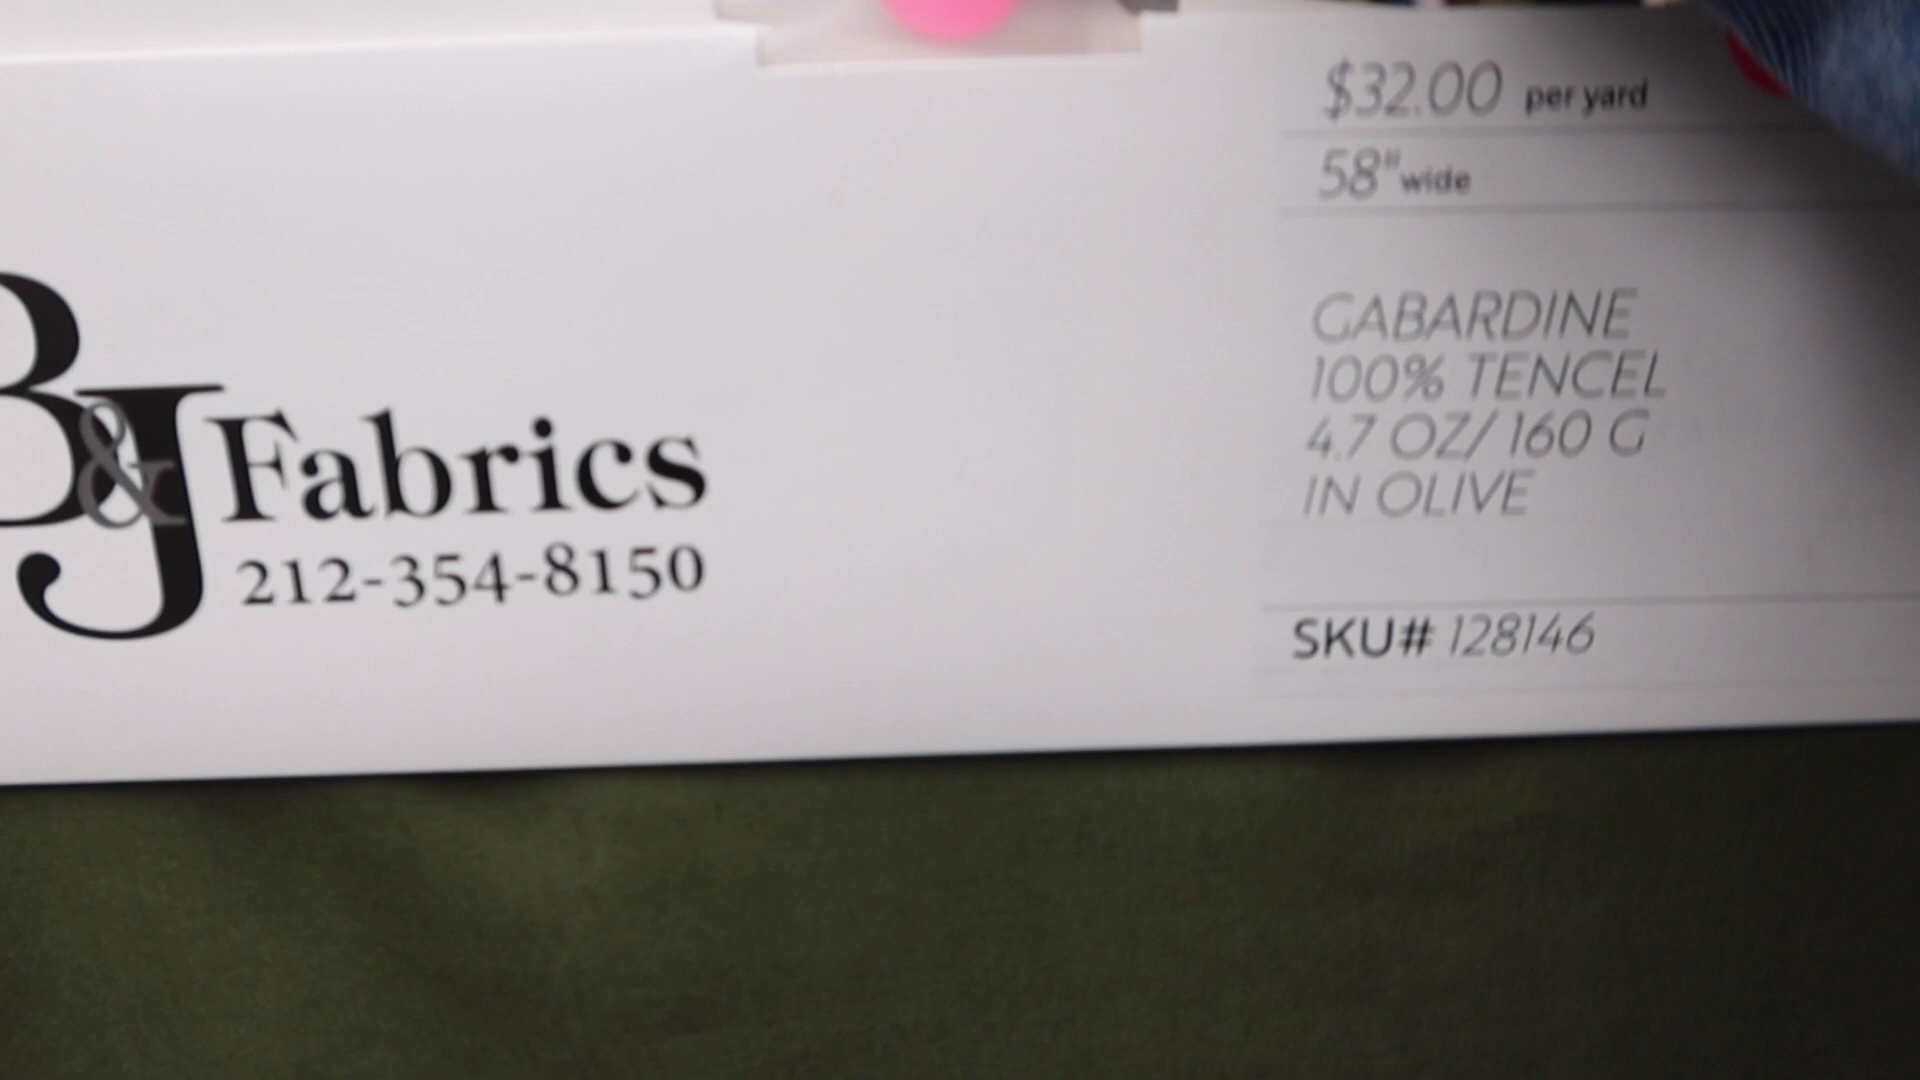 B&J Fabrics
212-354-8150
$32.00 per yard
58" wide
GABARDINE
100% TENCEL
4.7 OZ/ 160 G
IN OLIVE
SKU# 128146